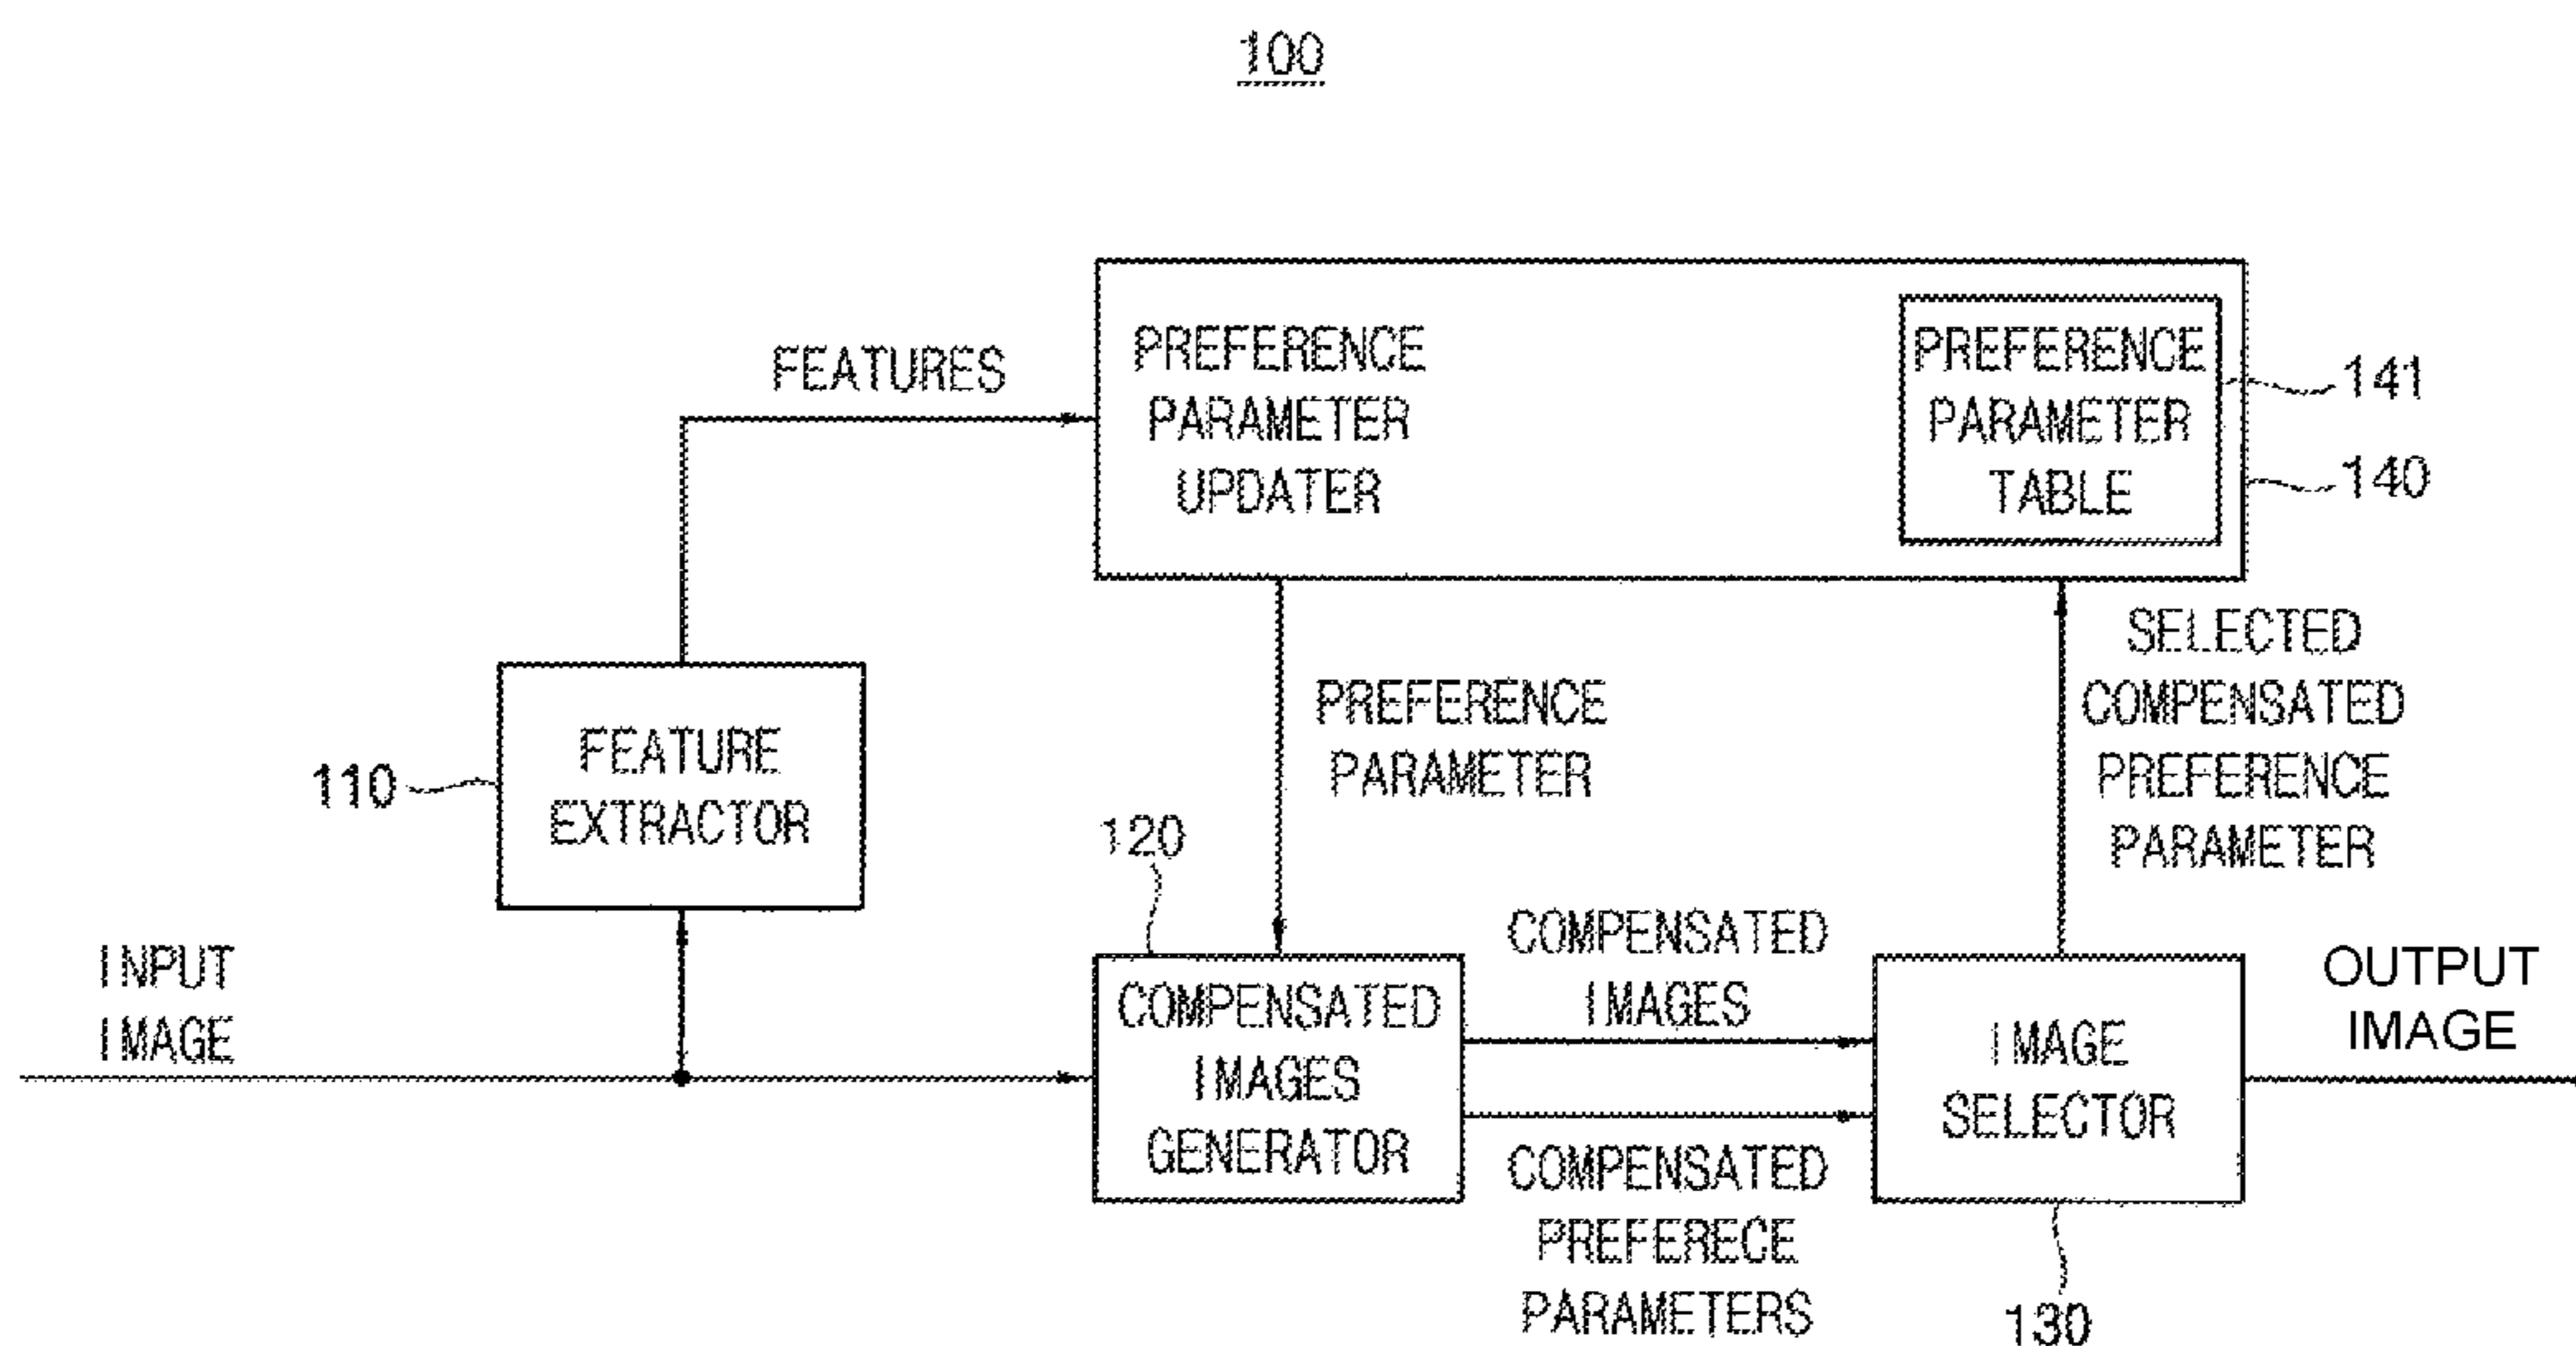 100
FEATURES
PREFERENCE
PARAMETER
UPDATER
PREFERENCE
PARAMETER
TABLE
141
140
110
FEATURE
EXTRACTOR
PREFERENCE
PARAMETER
SELECTED
COMPENSATED
PREFERENCE
PARAMETER
120
INPUT
IMAGE
COMPENSATED
IMAGES
GENERATOR
COMPENSATED
IMAGES
COMPENSATED
PREFERECE
PARAMETERS
IMAGE
SELECTOR
130
OUTPUT
IMAGE